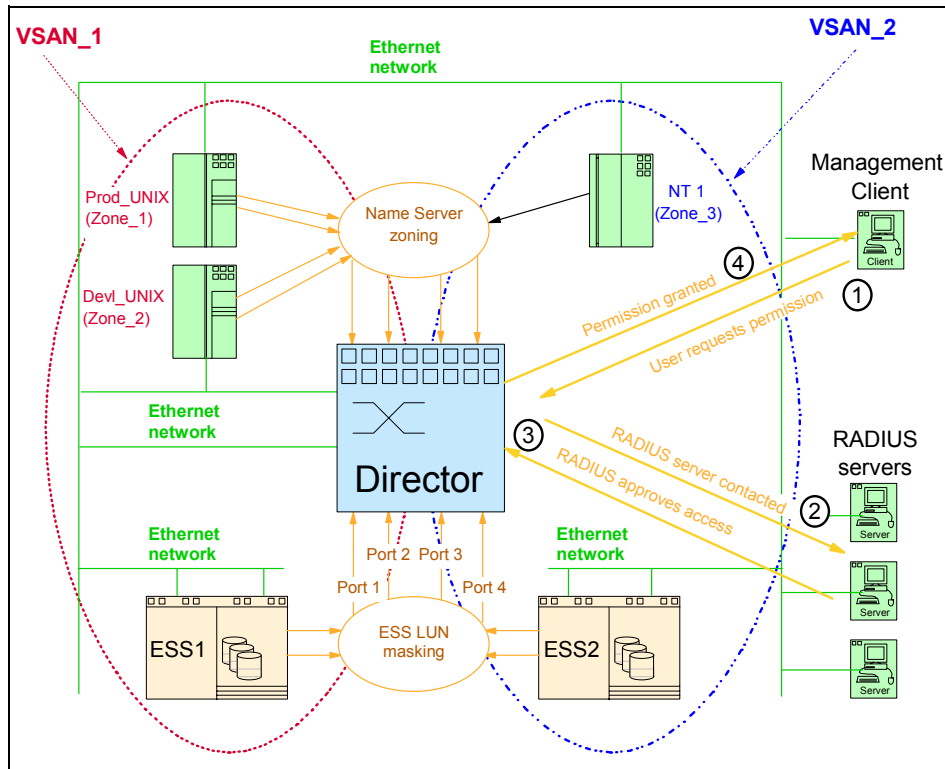 VSAN_1
VSAN_2
Ethernet
network
Prod_UNIX
(Zone_1)
Name Server
zoning
NT 1
(Zone_3)
Management
Client
Client
Devl_UNIX
(Zone_2)
4
1
Permission granted
User requests permission
Ethernet
network
Director
3
RADIUS server contacted
RADIUS approves access
2
RADIUS
servers
Server
Server
Server
Ethernet
network
Port 1
Port 2
Port 3
Port 4
Ethernet
network
ESS1
ESS LUN
masking
ESS2